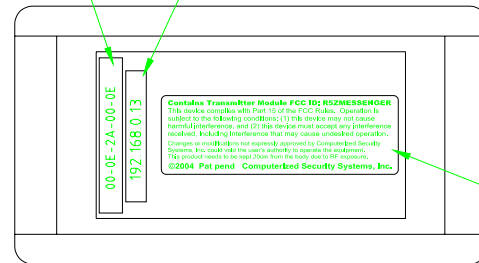 00-0E-2A-00-0E
192 168 0 13
Contains Transmitter Module FCC ID: R5ZMESSENGER
This device complies with Part 15 of the FCC Rules. Operation is
subject to the following conditions: (1) this device may not cause
harmful interference, and (2) this device must accept any interference
received, including interference that may cause undesired operation.
Changes or modifications not expressly approved by Computerized Security
Systems, Inc. could void the user's authority to operate the equipment.
This product needs to be kept 20cm from the body due to RF exposure.
©2004 Pat pend Computerized Security Systems, Inc.